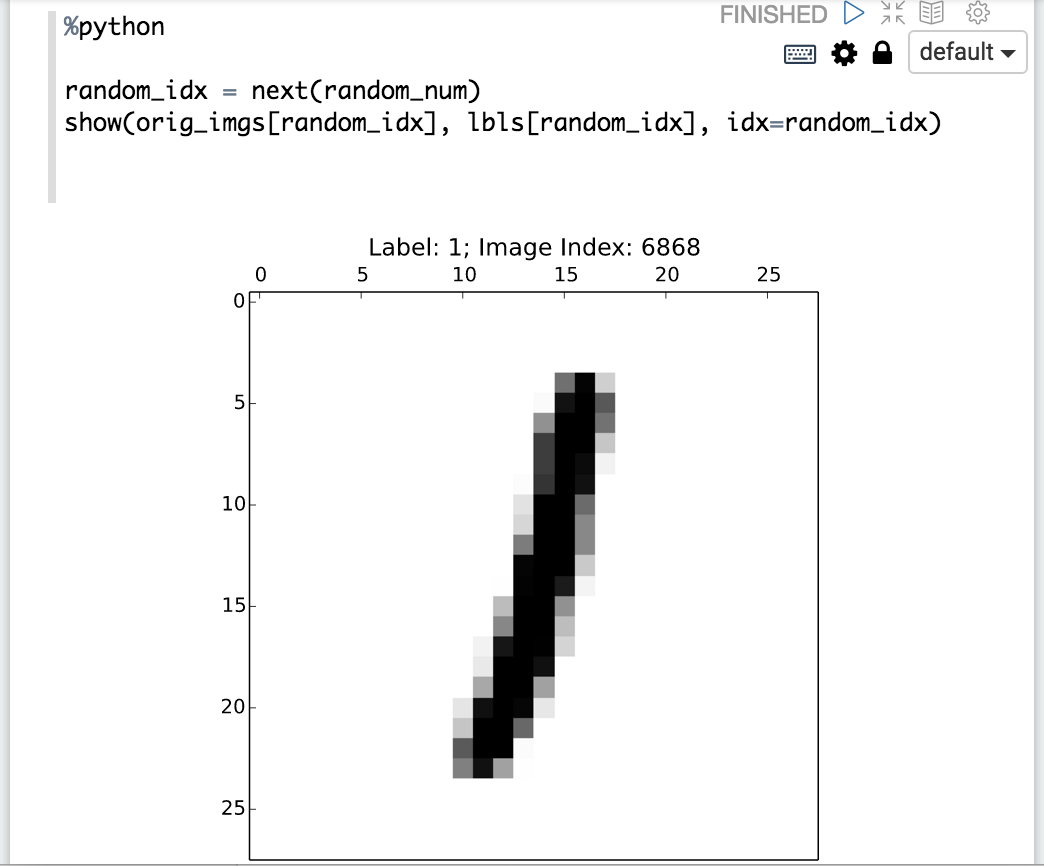 %python
FINISHED
default
random_idx = next(random_num)
show(orig_imgs[random_idx], lbls[random_idx], idx=random_idx)
Label: 1; Image Index: 6868
0 5 10 15 20 25
0
5
10
15
20
25